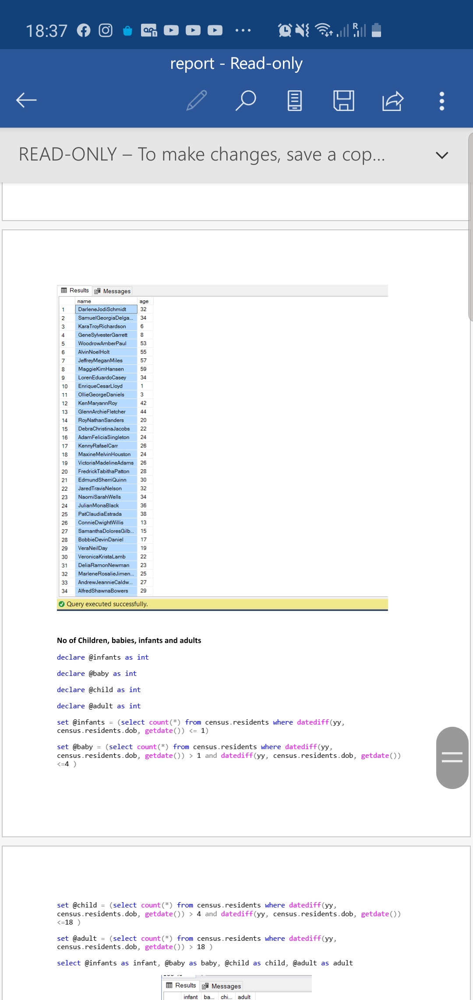 18:37
R
report - Read-only
READ-ONLY – To make changes, save a cop...
Results Messages
name age
1 DarleneJodiSchmidt 32
2 SamuelGeorgiaDelga... 34
3 KaraTroyRichardson 6
4 GeneSylvesterGarrett 8
5 WoodrowAmberPaul 53
6 AlvinNoelHolt 55
7 JeffreyMeganMiles 57
8 MaggieKimHansen 59
9 LorenEduardoCasey 34
10 EnriqueCesarLloyd 1
11 OllieGeorgeDaniels 3
12 KenMaryannRoy 42
13 GlennArchieFletcher 44
14 RoyNathanSanders 20
15 DebraChristinaJacobs 22
16 AdamFeliciaSingleton 24
17 KennyRafaelCarr 26
18 MaxineMelvinHouston 24
19 VictoriaMadelineAdams 26
20 FredrickTabithaPatton 28
21 EdmundSherriQuinn 30
22 JaredTravisNelson 32
23 NaomiSarahWells 34
24 JulianMonaBlack 36
25 PatClaudiaEstrada 38
26 ConnieDwightWillis 13
27 SamanthaDoloresGilb... 15
28 BobbieDevinDaniel 17
29 VeraNeilDay 19
30 VeronicaKristaLamb 22
31 DeliaRamonNewman 23
32 MarleneRosalieJimen... 25
33 AndrewJeannieCaldw... 27
34 AlfredShawnaBowers 29
Query executed successfully.
No of Children, babies, infants and adults
declare @infants as int
declare @baby as int
declare @child as int
declare @adult as int
set @infants = (select count(*) from census.residents where datediff(yy,
census.residents.dob, getdate()) <= 1)
set @baby = (select count(*) from census.residents where datediff(yy,
census.residents.dob, getdate()) > 1 and datediff(yy, census.residents.dob, getdate())
<=4 )
set @child = (select count(*) from census.residents where datediff(yy,
census.residents.dob, getdate()) > 4 and datediff(yy, census.residents.dob, getdate())
<=18 )
set @adult = (select count(*) from census.residents where datediff(yy,
census.residents.dob, getdate()) > 18 )
select @infants as infant, @baby as baby, @child as child, @adult as adult
Results Messages
infant ba... chi... adult